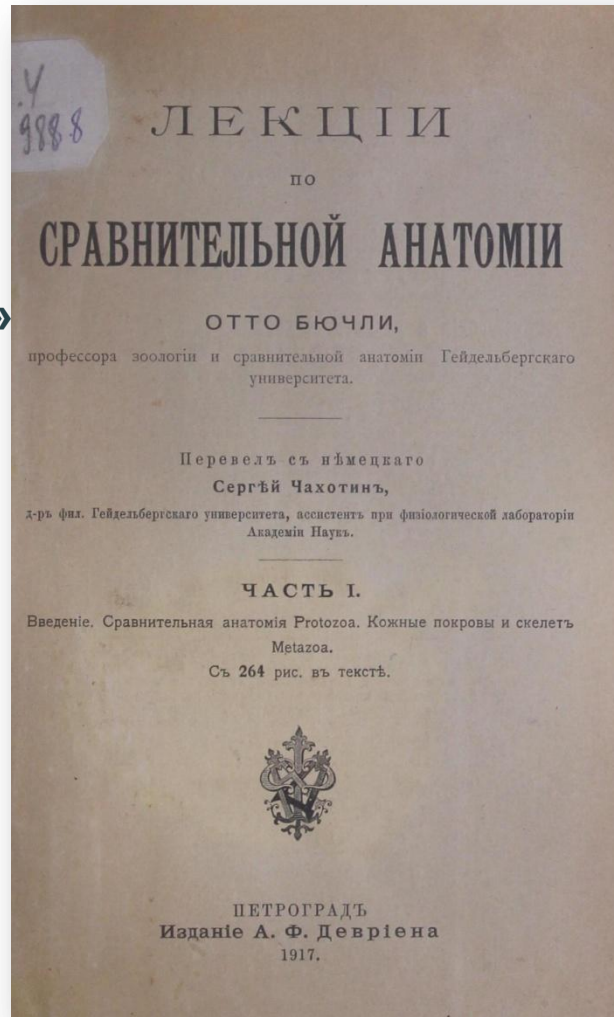 .У
9888
ЛЕКЦІИ
ПО
СРАВНИТЕЛЬНОЙ АНАТОМІИ
ОТТО БЮЧЛИ,
профессора зоологіи и сравнительной анатоміи Гейдельбергскаго
университета.
Перевелъ съ нѣмецкаго
Сергѣй Чахотинъ,
д-ръ фил. Гейдельбергскаго университета, ассистентъ при физіологической лабораторіи
Академіи Наукъ.
ЧАСТЬ I.
Введеніе. Сравнительная анатомія Protozoa. Кожные покровы и скелетъ
Metazoa.
Съ 264 рис. въ текстѣ.
ПЕТРОГРАДЪ
Изданіе А. Ф. Девріена
1917.